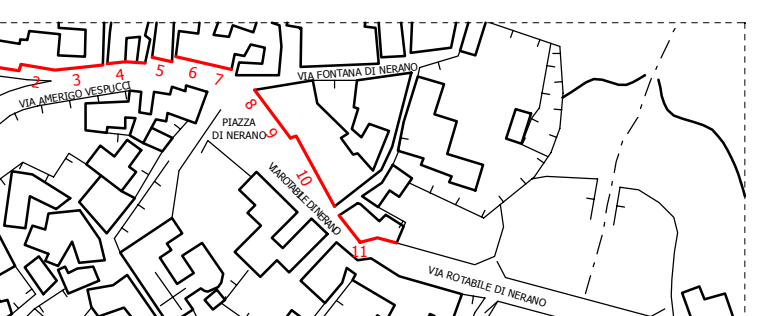 2
3
4
5
6
7
VIA AMERIGO VESPUCCI
VIA FONTANA DI NERANO
8
PIAZZA
DI NERANO
9
10
VIA ROTABILE DI NERANO
11
VIA ROTABILE DI NERANO